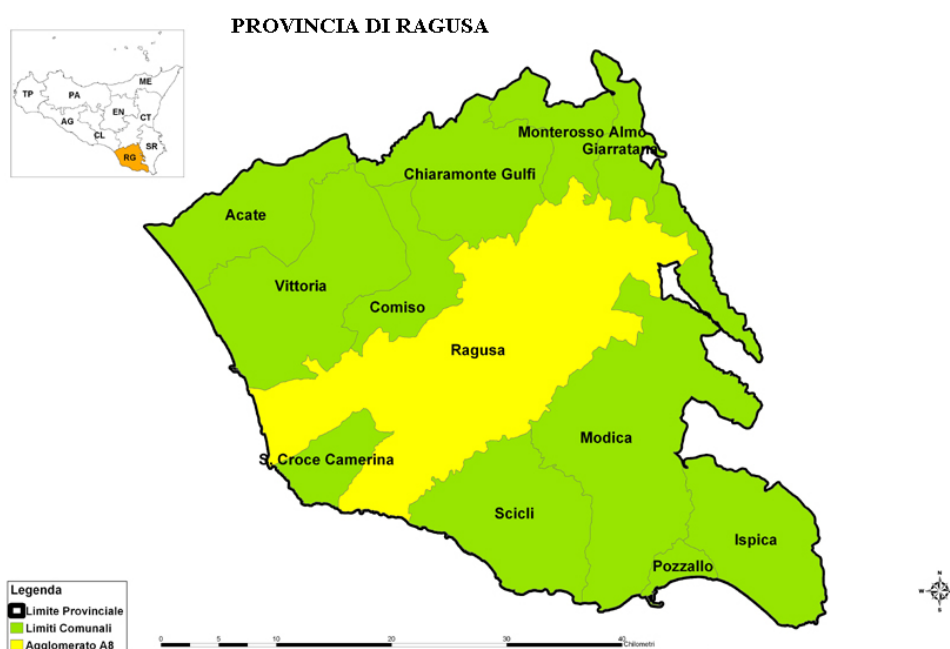 PROVINCIA DI RAGUSA
ME
TP
PA
EN
CT
AG
CL
SR
RG
Monterosso Almo
Giarratana
Chiaramonte Gulfi
Acate
Vittoria
Comiso
Ragusa
Modica
S. Croce Camerina
Scicli
Ispica
Pozzallo
Legenda
Limite Provinciale
Limiti Comunali
Agglomerato A8
0 5 10 20 30 40
Chilometri
N
W E
S